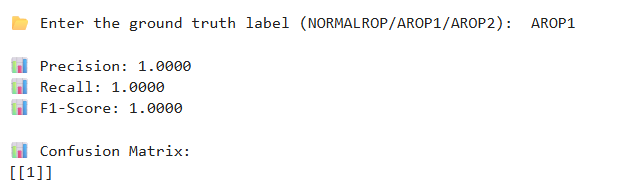 📂 Enter the ground truth label (NORMALROP/AROP1/AROP2): AROP1
📊 Precision: 1.0000
📊 Recall: 1.0000
📊 F1-Score: 1.0000
📊 Confusion Matrix:
[[1]]